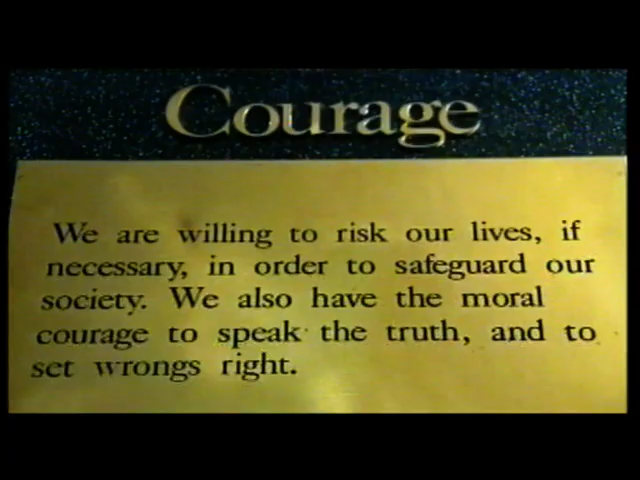 Courage
We are willing to risk our lives, if
necessary, in order to safeguard our
society. We also have the moral
courage to speak the truth, and to
set wrongs right.